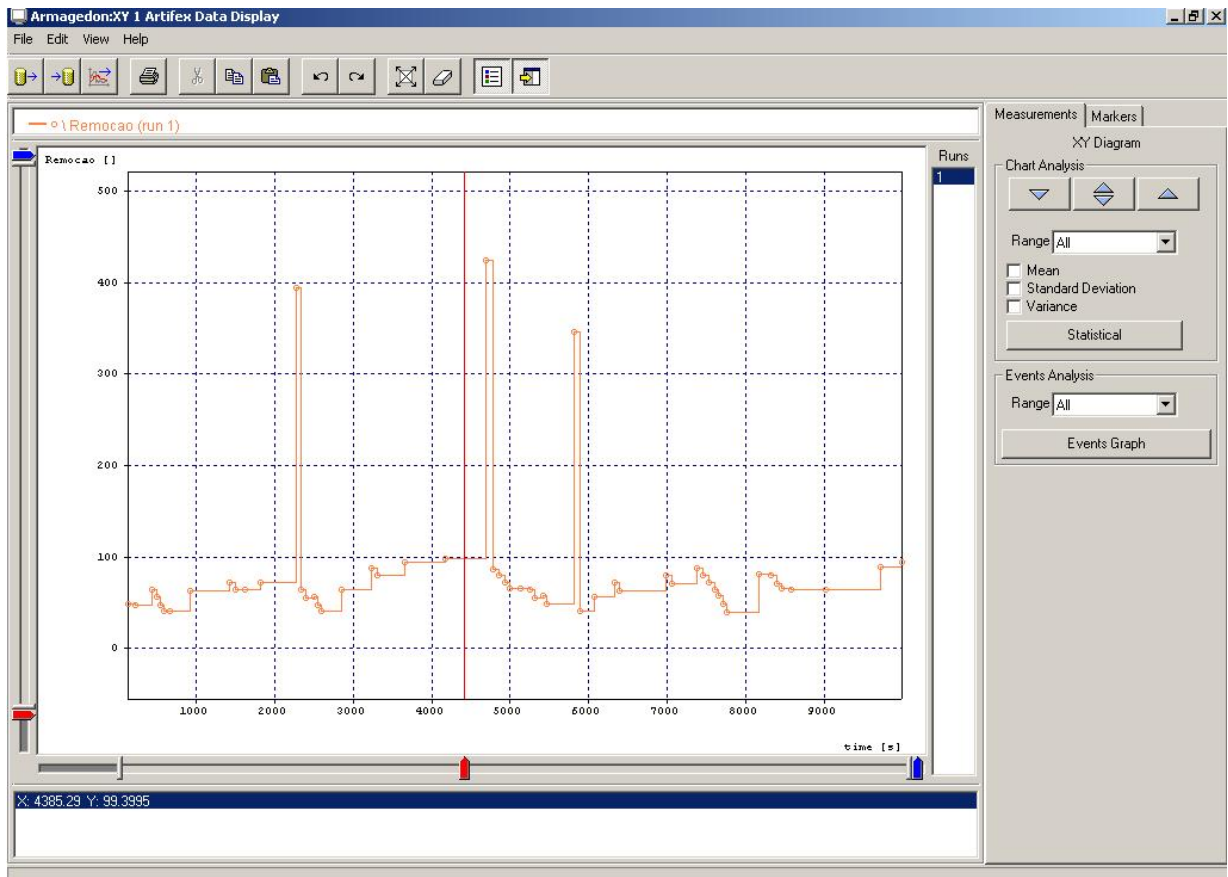 Armagedon:XY 1 Artifex Data Display
File Edit View Help
o \ Remocao (run 1)
Remocao []
500
400
300
200
100
0
1000 2000 3000 4000 5000 6000 7000 8000 9000
time [s]
Runs
1
X: 4385.29 Y: 99.3995
Measurements Markers
XY Diagram
Chart Analysis
Range All
Mean
Standard Deviation
Variance
Statistical
Events Analysis
Range All
Events Graph